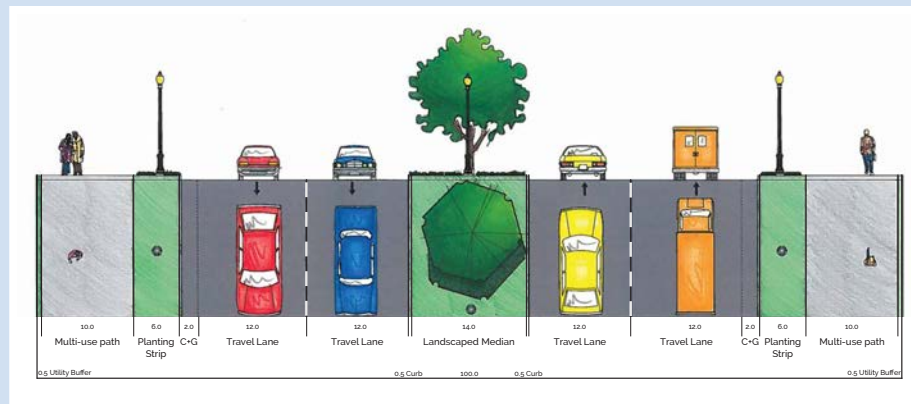 10.0 6.0 2.0 12.0 12.0 14.0 12.0 12.0 2.0 6.0 10.0
Multi-use path Planting Strip C+G Travel Lane Travel Lane Landscaped Median Travel Lane Travel Lane C+G Planting Strip Multi-use path
0.5 Utility Buffer 0.5 Curb 100.0 0.5 Curb 0.5 Utility Buffer